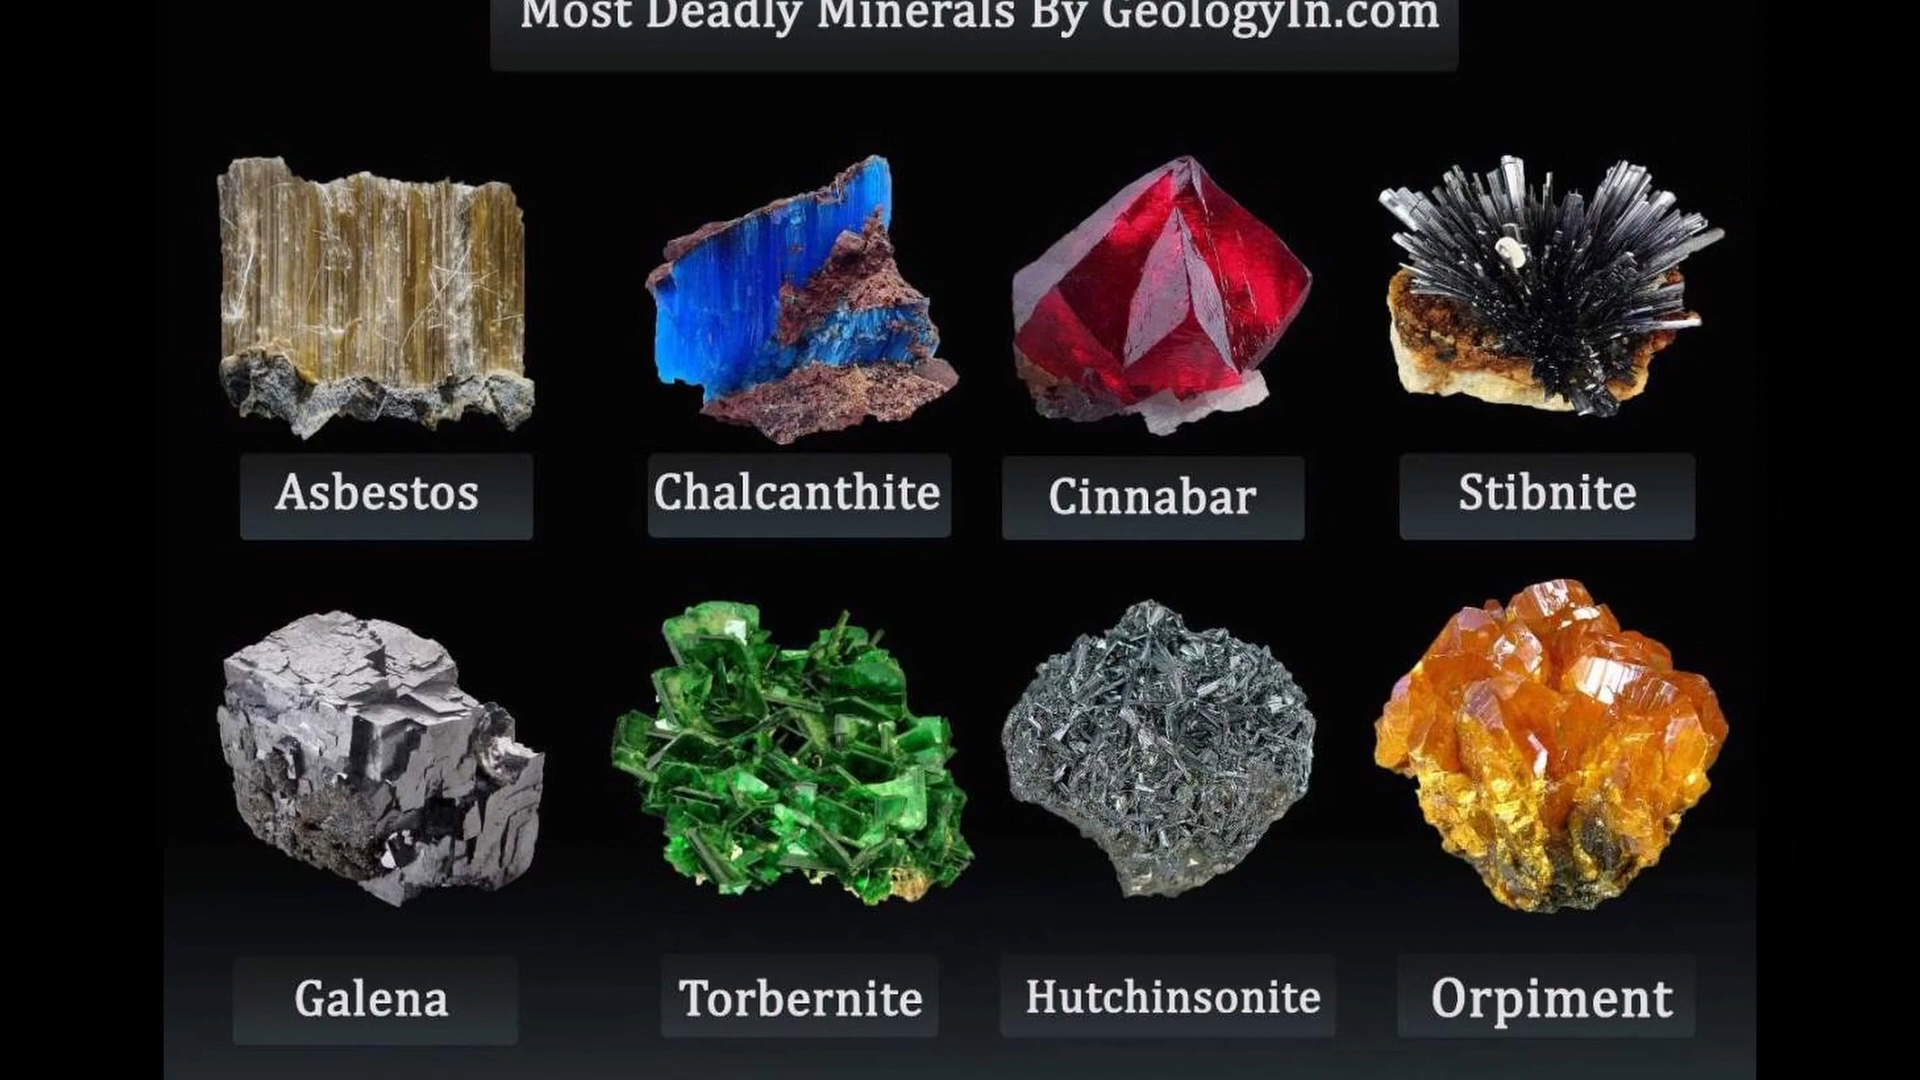 Most Deadly Minerals By GeologyIn.com
Asbestos
Chalcanthite
Cinnabar
Stibnite
Galena
Torbernite
Hutchinsonite
Orpiment